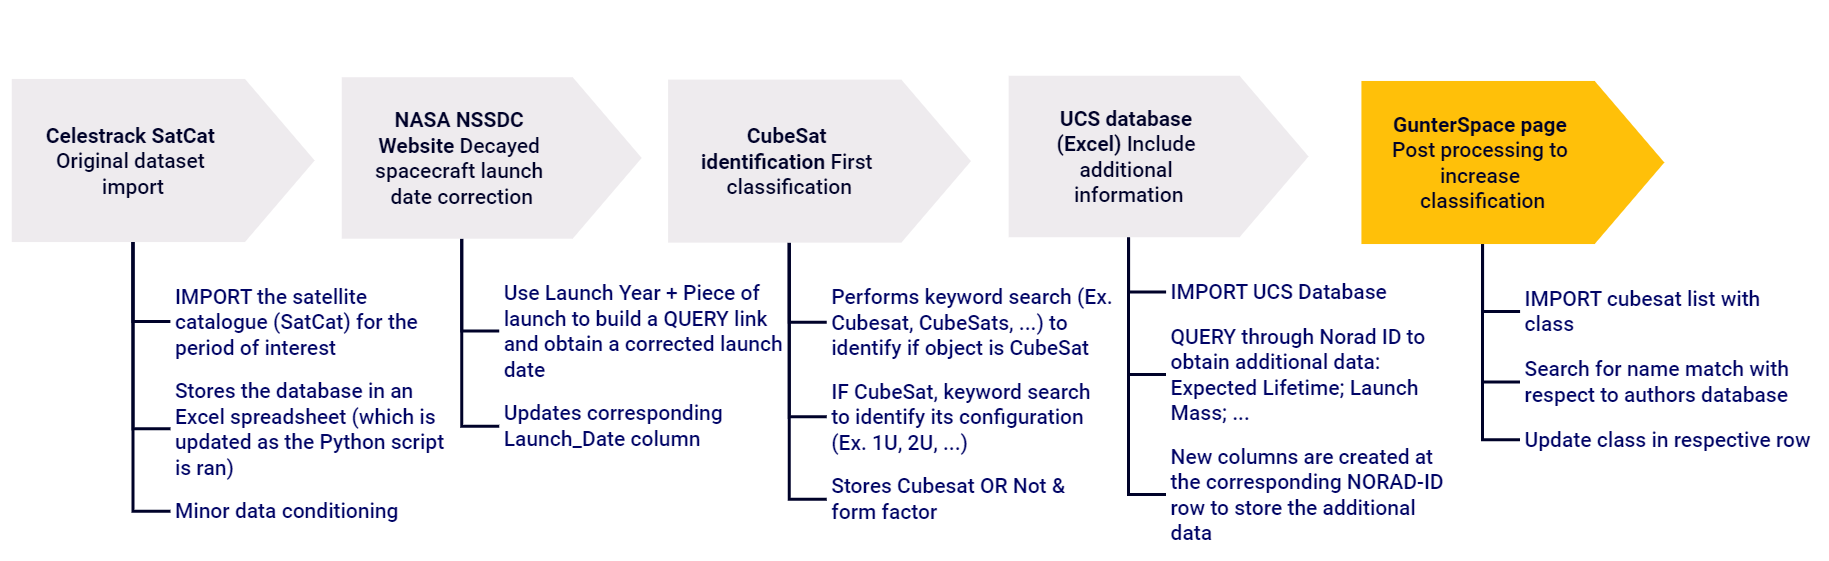 Celestrack SatCat
Original dataset
import
IMPORT the satellite
catalogue (SatCat) for the
period of interest
Stores the database in an
Excel spreadsheet (which is
updated as the Python script
is ran)
Minor data conditioning
NASA NSSDC
Website Decayed
spacecraft launch
date correction
Use Launch Year + Piece of
launch to build a QUERY link
and obtain a corrected launch
date
Updates corresponding
Launch_Date column
CubeSat
identification First
classification
Performs keyword search (Ex.
Cubesat, CubeSats, ...) to
identify if object is CubeSat
IF CubeSat, keyword search
to identify its configuration
(Ex. 1U, 2U, ...)
Stores Cubesat OR Not &
form factor
UCS database
(Excel) Include
additional
information
IMPORT UCS Database
QUERY through Norad ID to
obtain additional data:
Expected Lifetime; Launch
Mass; ...
New columns are created at
the corresponding NORAD-ID
row to store the additional
data
GunterSpace page
Post processing to
increase
classification
IMPORT cubesat list with
class
Search for name match with
respect to authors database
Update class in respective row